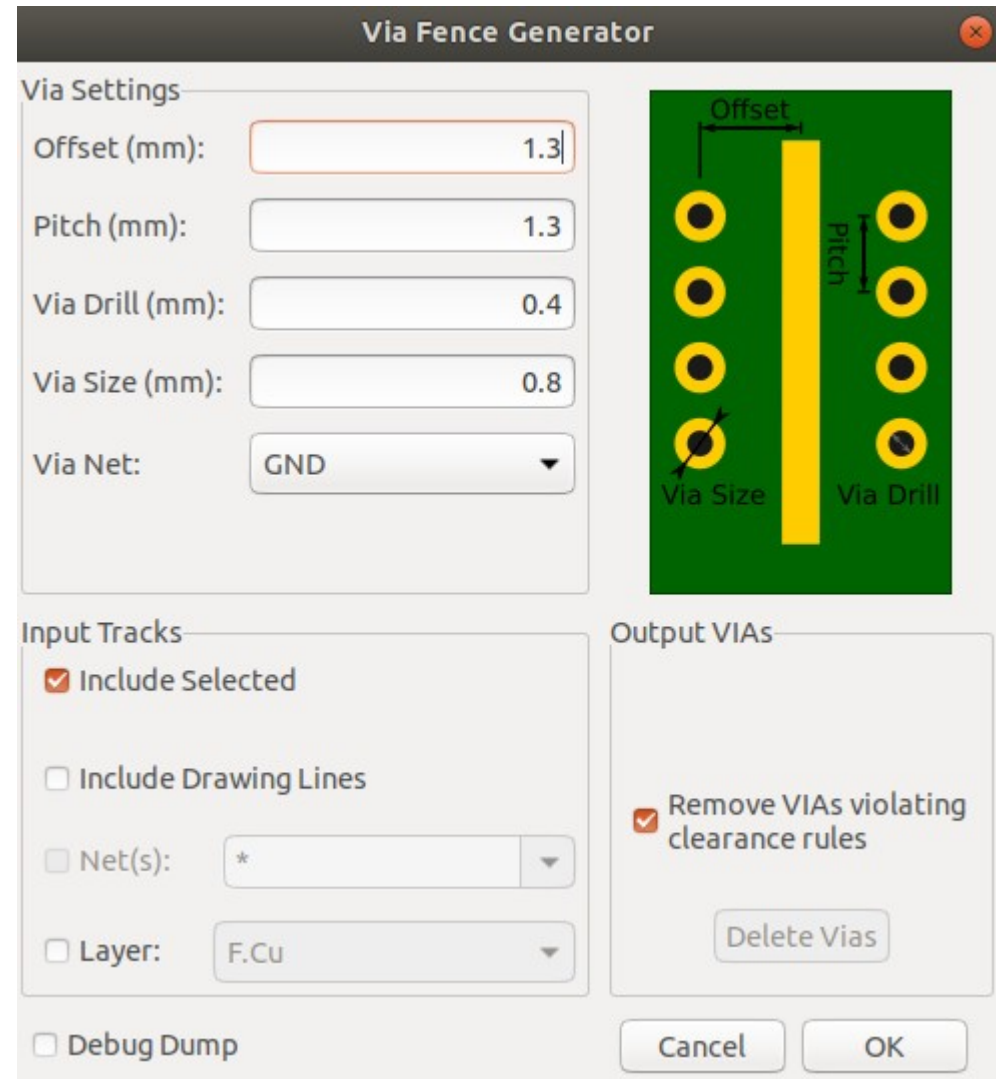 Via Fence Generator
Via Settings
Offset (mm):
1.3
Pitch (mm):
1.3
Via Drill (mm):
0.4
Via Size (mm):
0.8
Via Net:
GND
Offset
Pitch
Via Size
Via Drill
Input Tracks
Include Selected
Include Drawing Lines
Net(s):
*
Layer:
F.Cu
Output VIAs
Remove VIAs violating
clearance rules
Delete Vias
Debug Dump
Cancel
OK